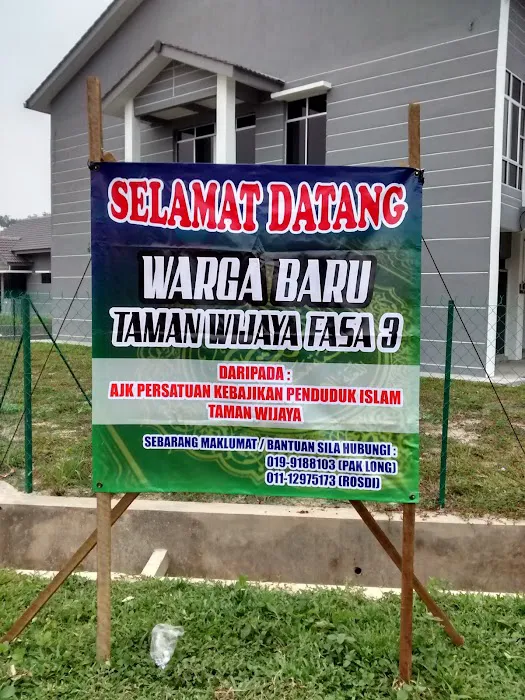 SELAMAT DATANG
WARGA BARU
TAMAN WIJAYA FASA 3
DARIPADA :
AJK PERSATUAN KEBAJIKAN PENDUDUK ISLAM
TAMAN WIJAYA
SEBARANG MAKLUMAT / BANTUAN SILA HUBUNGI :
019-9188103 (PAK LONG)
011-12975173 (ROSDI)